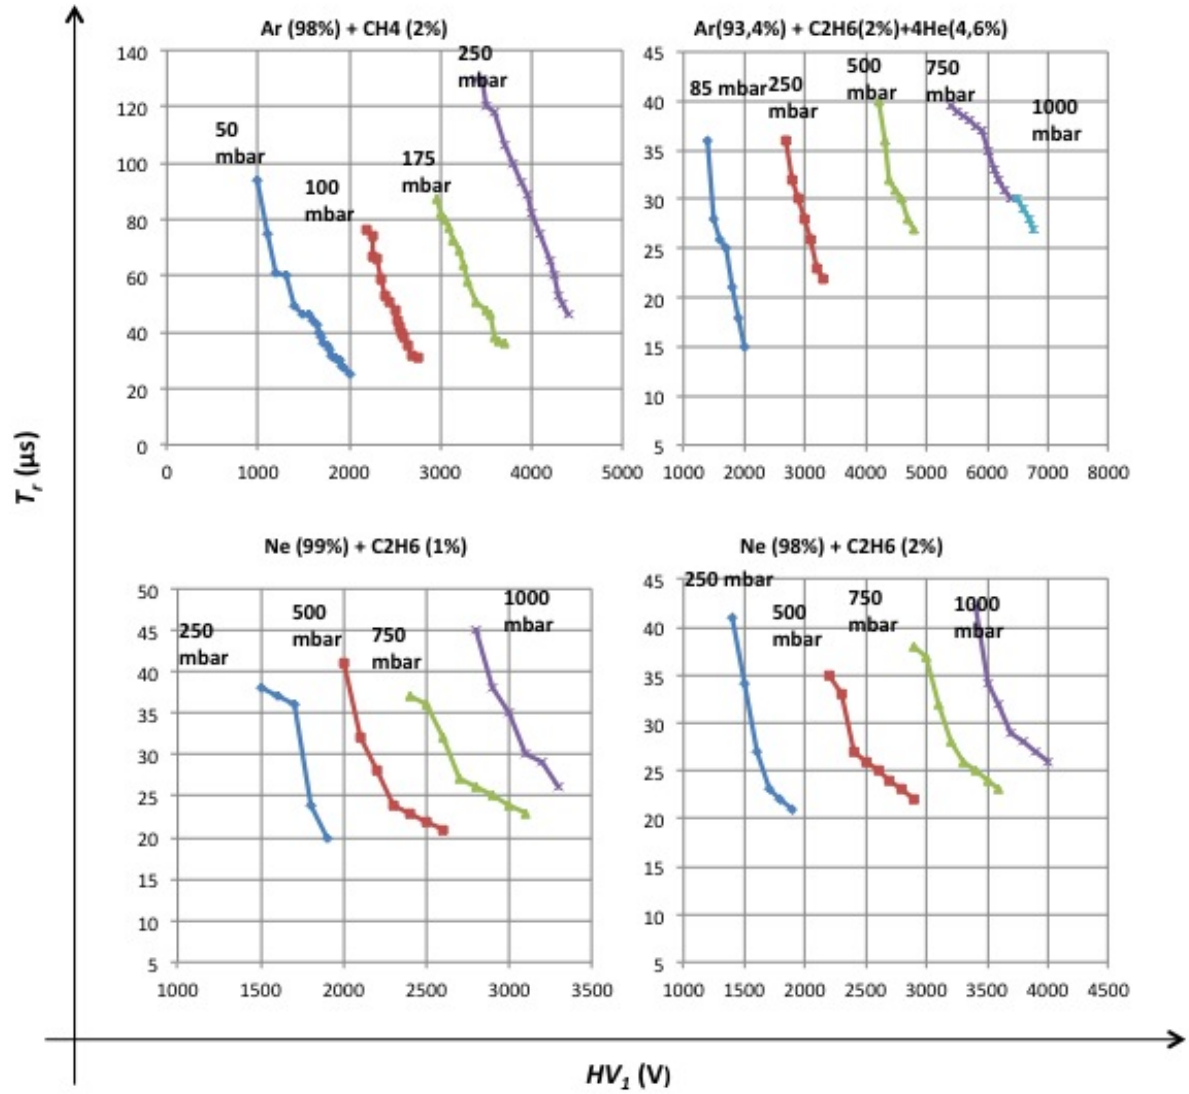 Ar (98%) + CH4 (2%)
250
mbar
50
mbar
100
mbar
175
mbar
140
120
100
80
60
40
20
0
0 1000 2000 3000 4000 5000
Ar(93,4%) + C2H6(2%)+4He(4,6%)
85 mbar
250
mbar
500
mbar
750
mbar
1000
mbar
45
40
35
30
25
20
15
10
5
1000 2000 3000 4000 5000 6000 7000 8000
Tr (μs)
Ne (99%) + C2H6 (1%)
250
mbar
500
mbar
750
mbar
1000
mbar
50
45
40
35
30
25
20
15
10
5
1000 1500 2000 2500 3000 3500
Ne (98%) + C2H6 (2%)
250 mbar
500
mbar
750
mbar
1000
mbar
45
40
35
30
25
20
15
10
5
1000 1500 2000 2500 3000 3500 4000 4500
HV1 (V)